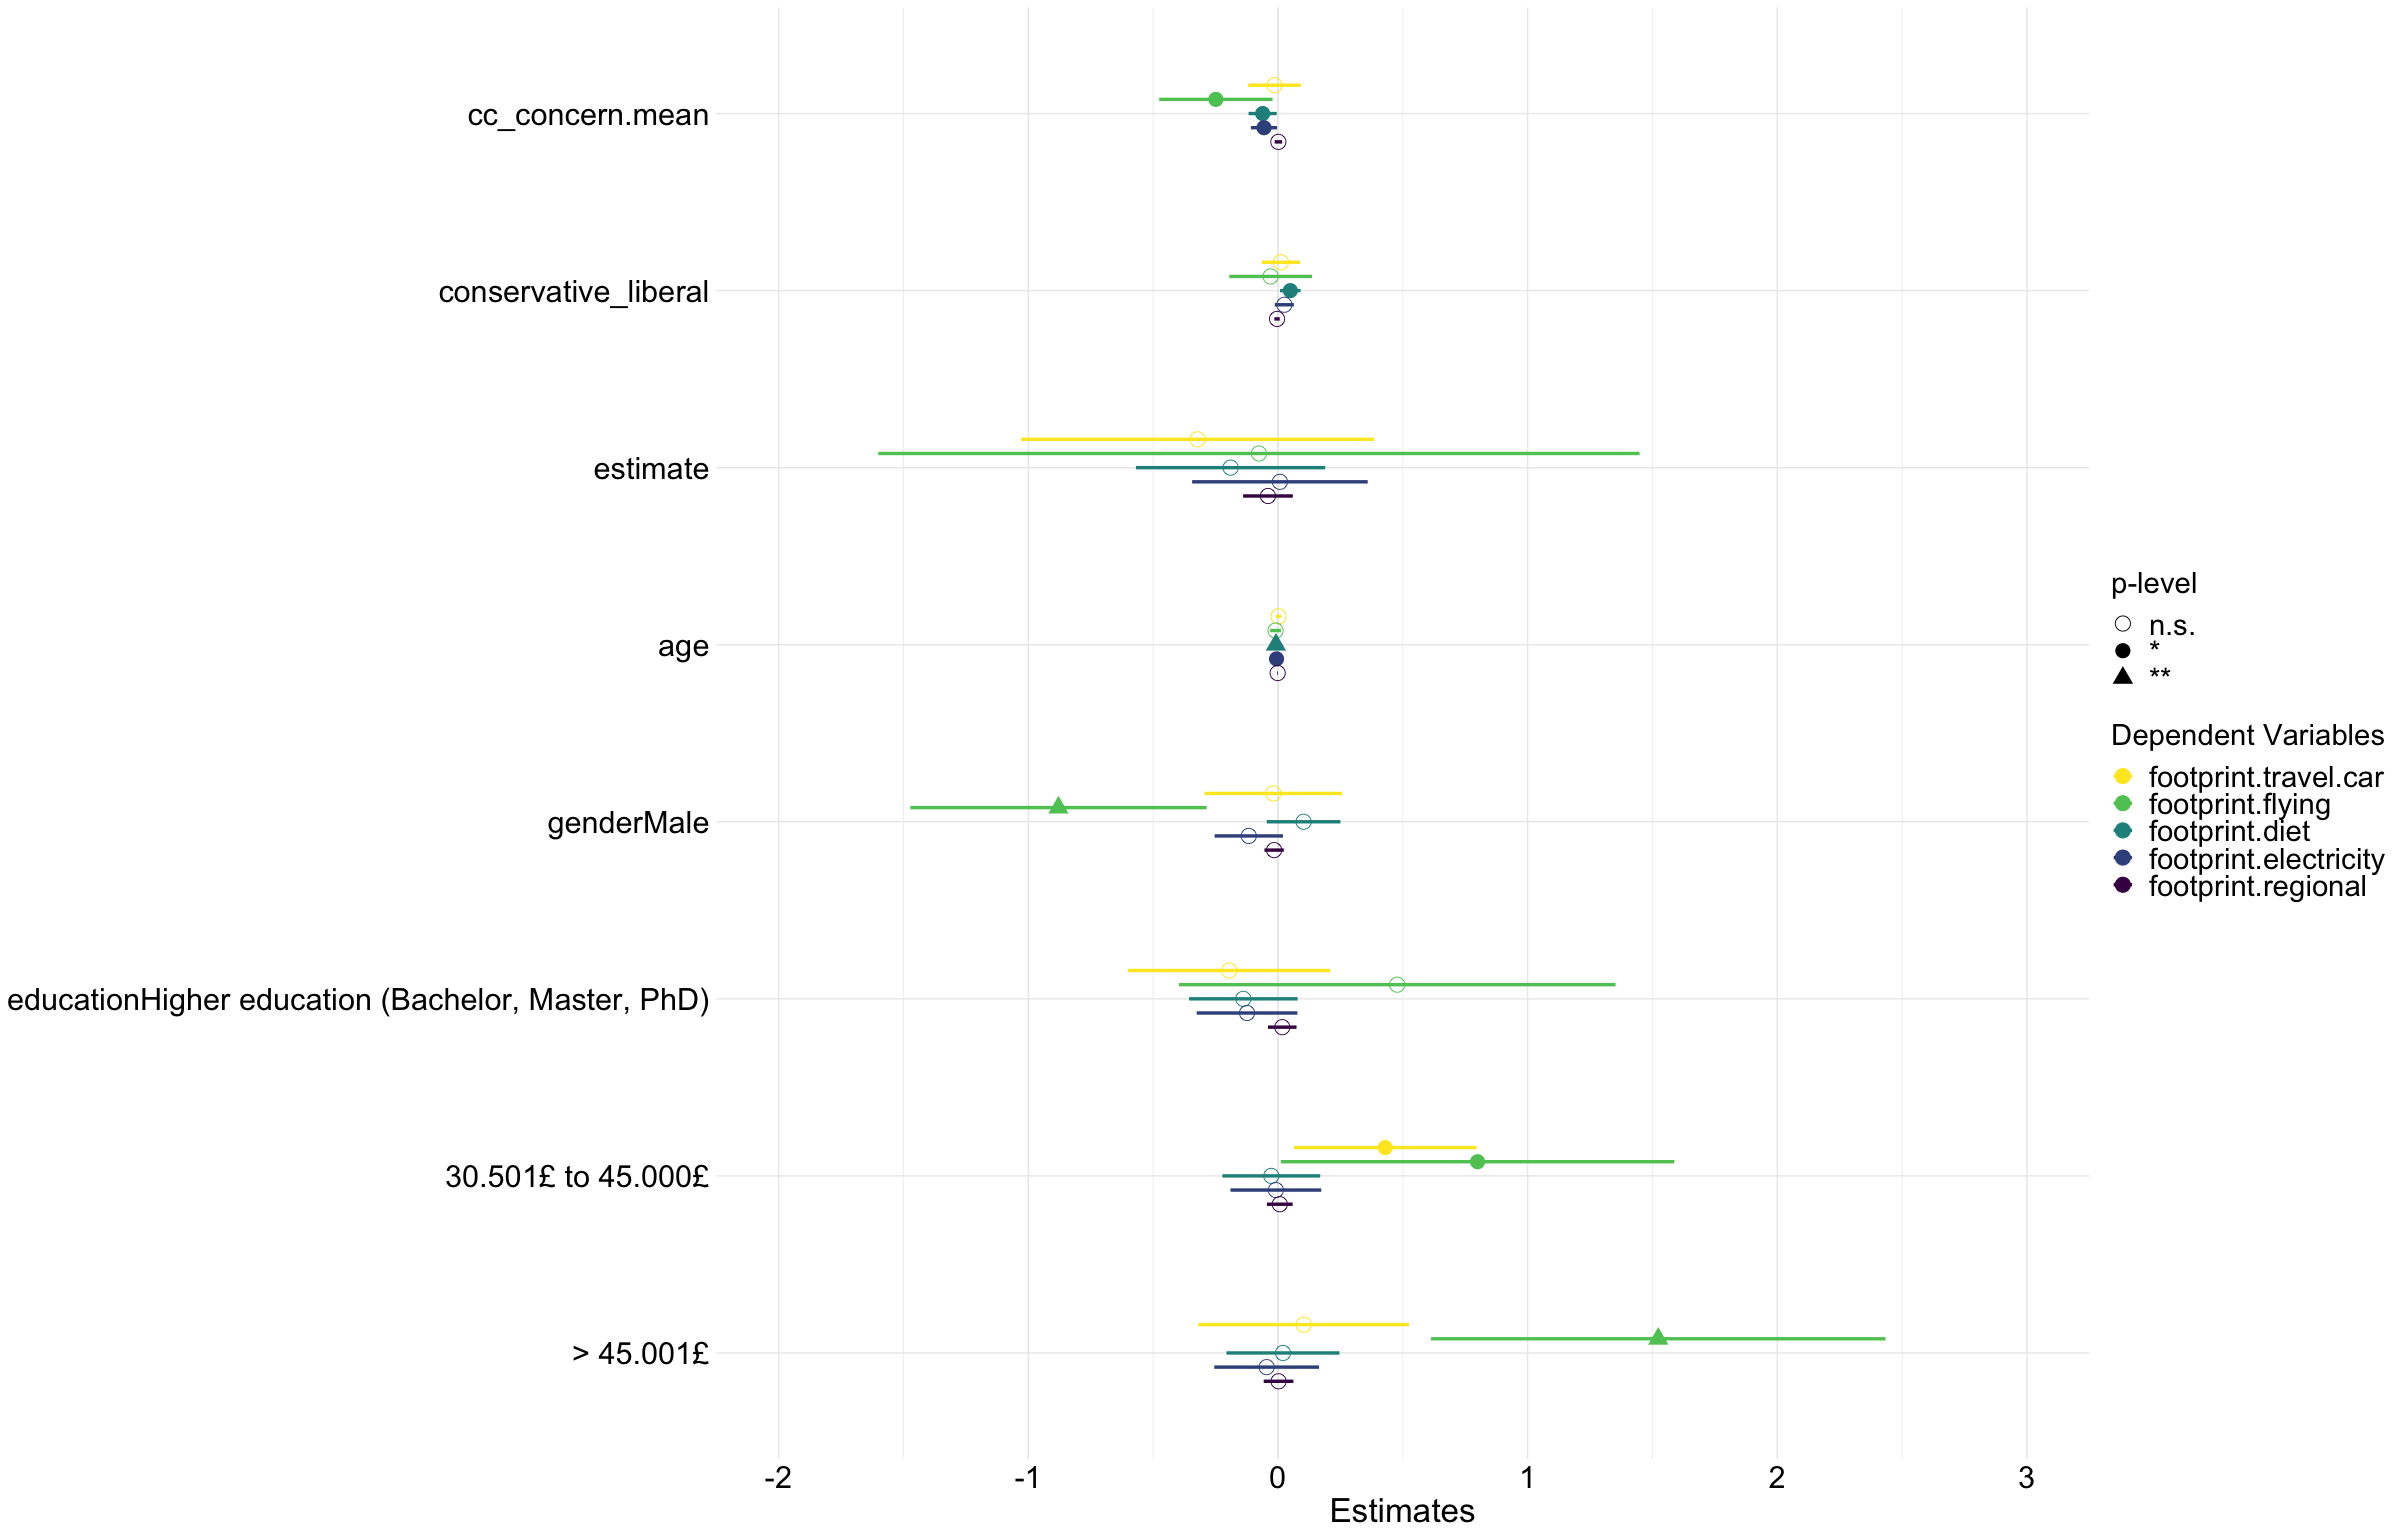 cc_concern.mean
conservative_liberal
estimate
age
genderMale
educationHigher education (Bachelor, Master, PhD)
30.501£ to 45.000£
> 45.001£
-2 -1 0 1 2 3
Estimates
p-level
n.s.
*
**
Dependent Variables
footprint.travel.car
footprint.flying
footprint.diet
footprint.electricity
footprint.regional